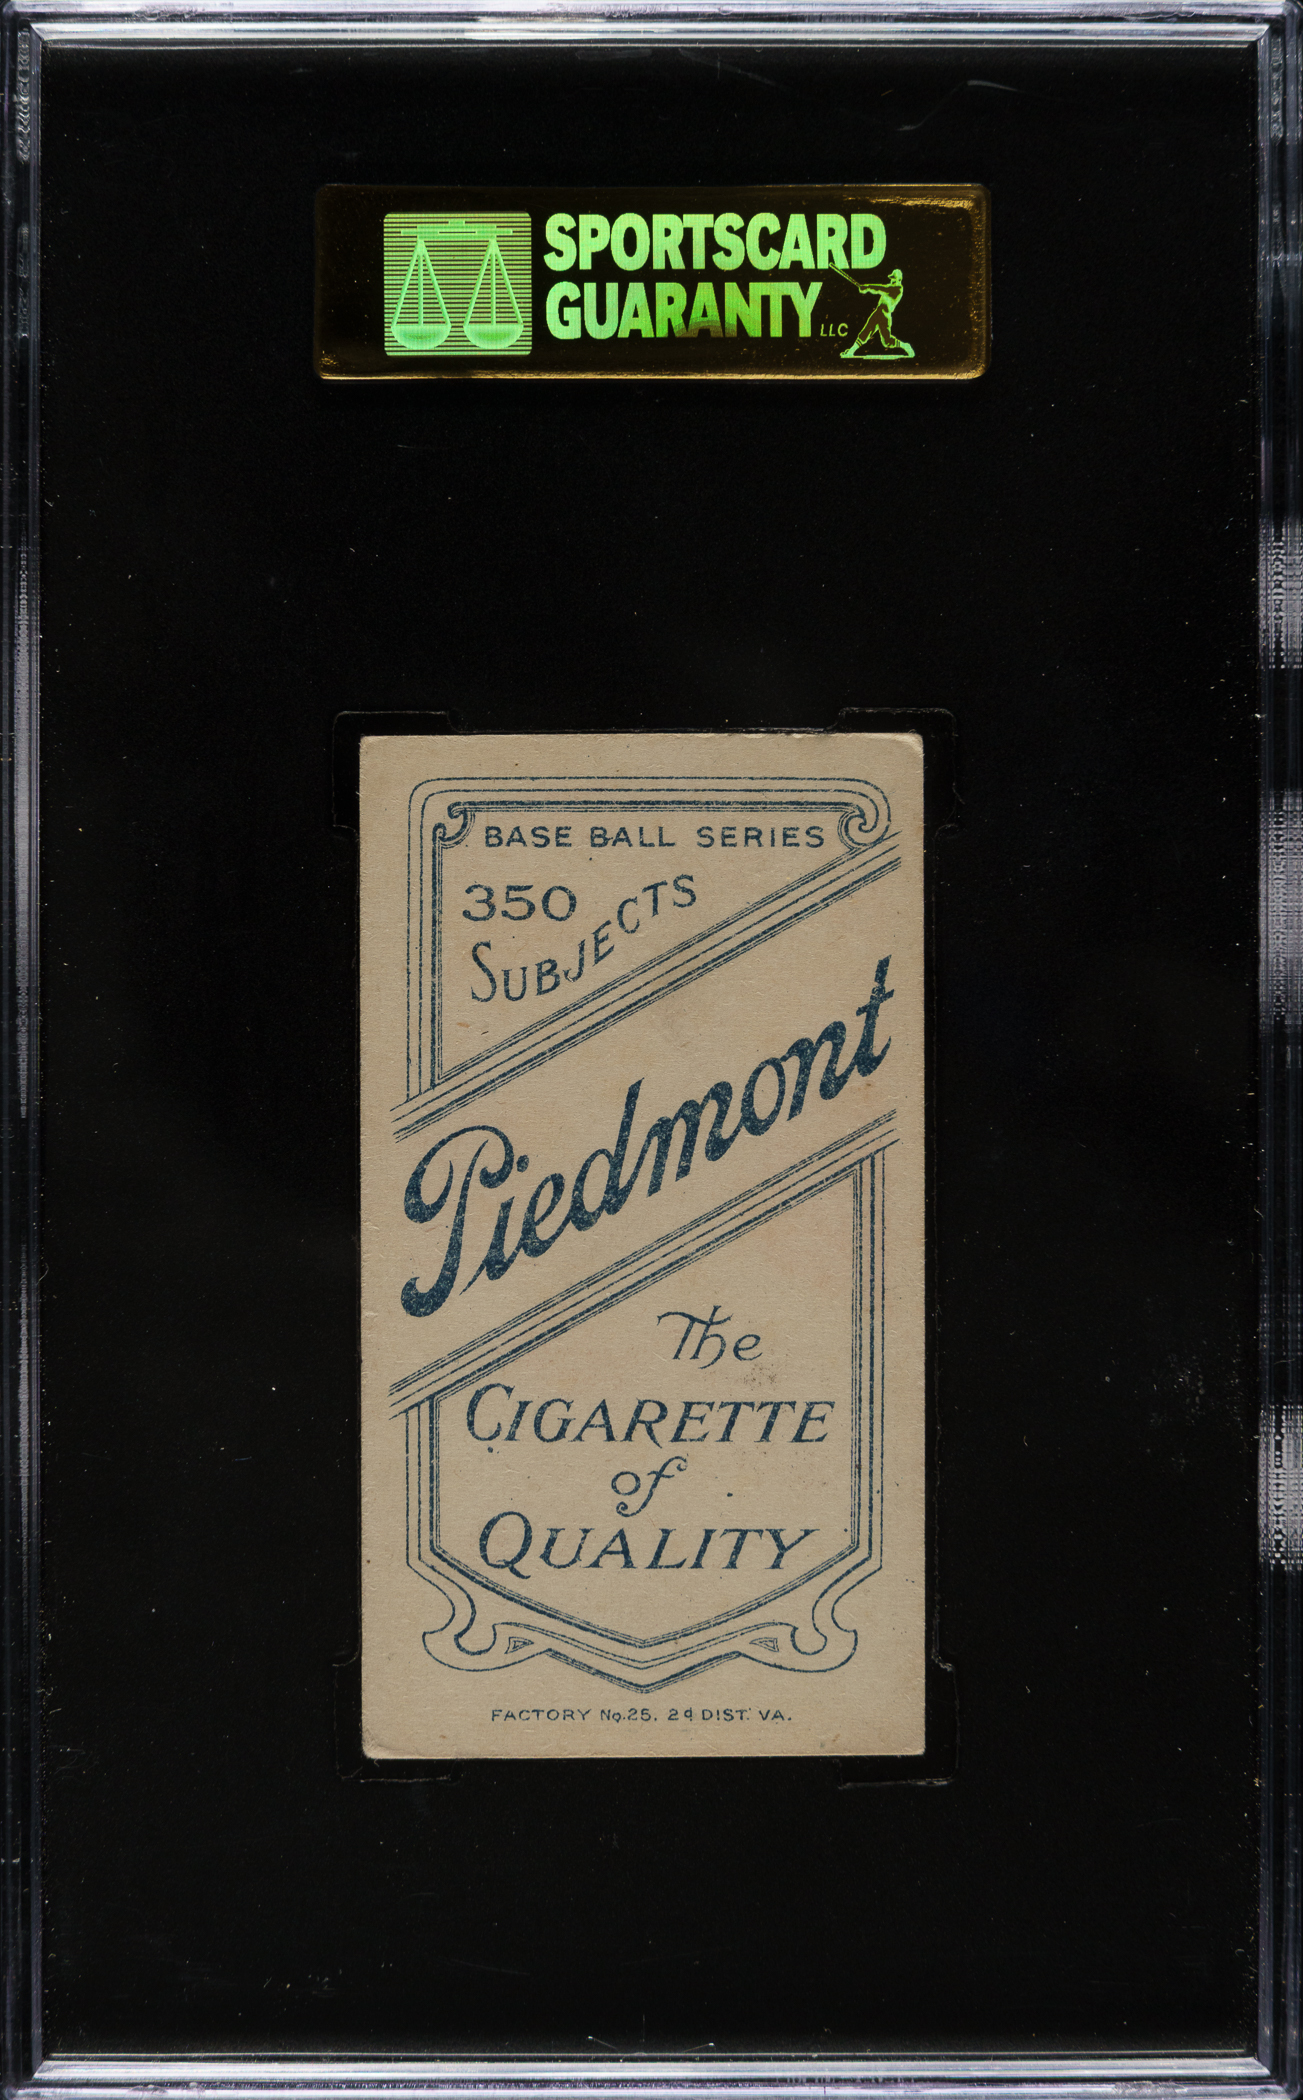 SPORTSCARD
GUARANTY LLC
BASE BALL SERIES
350
SUBJECTS
Piedmont
The
CIGARETTE
of
QUALITY
FACTORY No.25, 2d DIST. VA.